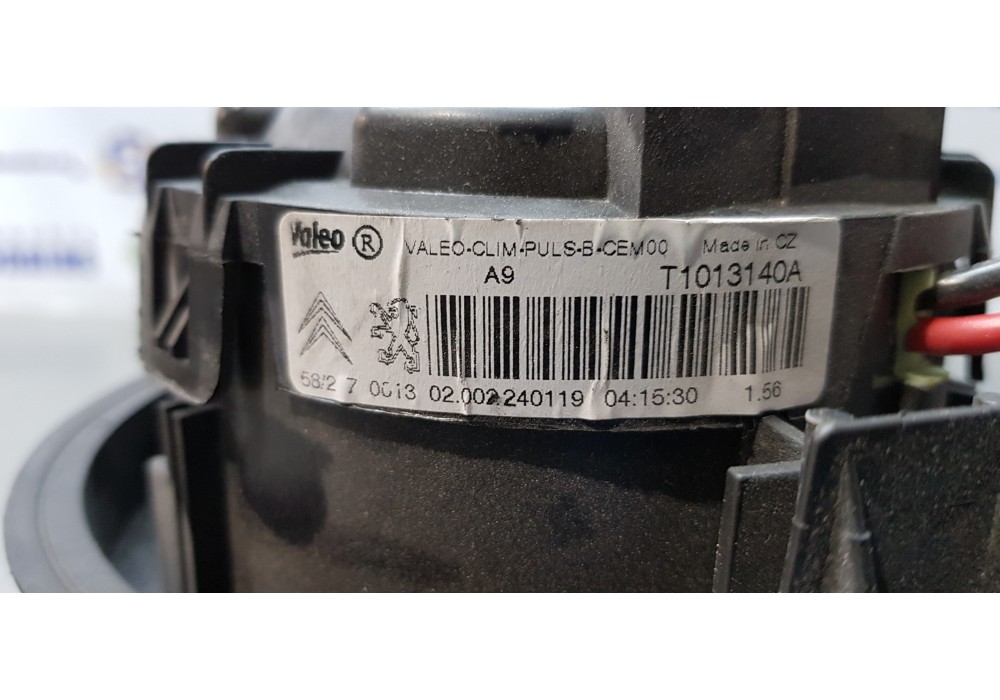 Valeo ® VALEO-CLIM-PULS-B-CEM00 Made in CZ
A9 T1013140A
58/2 7 0013 02.002 240119 04:15:30 1.56